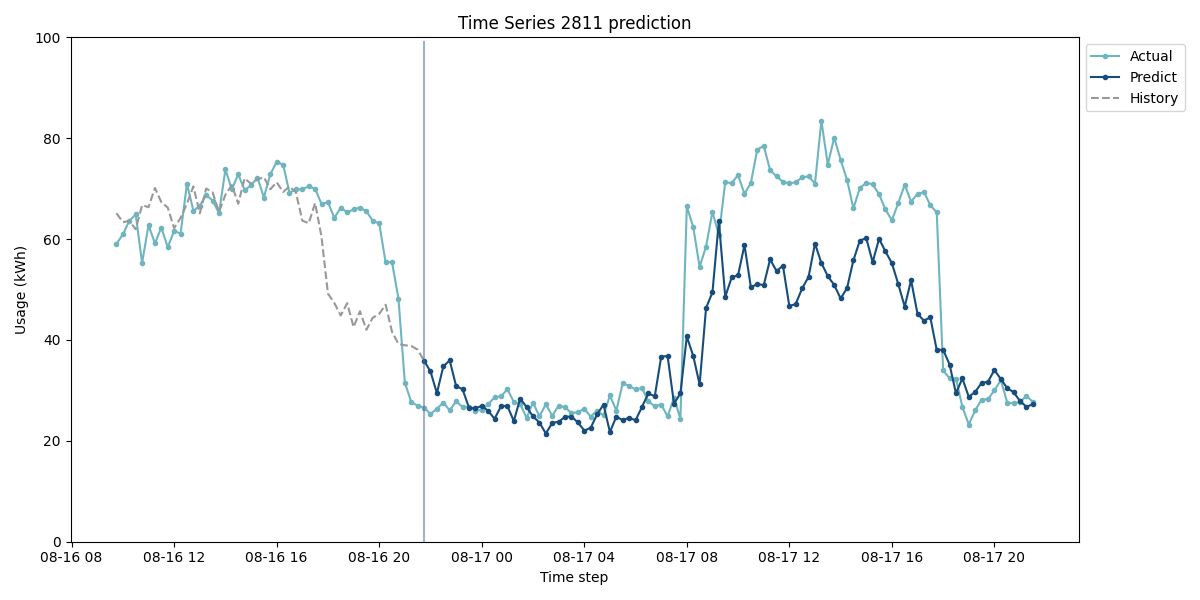 Time Series 2811 prediction
100
80
60
40
20
0
Usage (kWh)
08-16 08
08-16 12
08-16 16
08-16 20
08-17 00
08-17 04
08-17 08
08-17 12
08-17 16
08-17 20
Time step
Actual
Predict
History